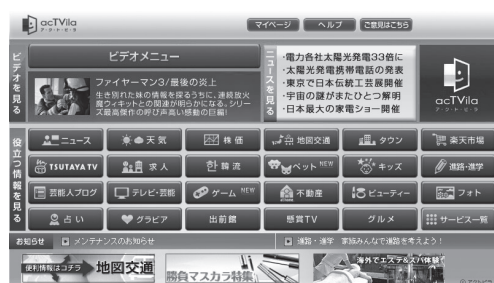 acTVila
ア・ク・ト・ビ・ラ
マイページ
ヘルプ
ご意見はこちら
ビデオを見る
ビデオメニュー
ファイヤーマン3/最後の炎上
生き別れた妹の情報を探るうちに、連続放火
魔ウィキットとの関連が明らかになる。シリー
ズ最高傑作の呼び声高い感動の巨編!
ニュースを見る
・電力各社太陽光発電33倍に
・太陽光発電携帯電話の発表
・東京で日本伝統工芸展開催
・宇宙の謎がまたひとつ解明
・日本最大の家電ショー開催
acTVila
ア・ク・ト・ビ・ラ
役立つ情報を見る
ニュース
天気
株価
地図交通
タウン
楽天市場
TSUTAYA TV
求人
韓流
ペット NEW
キッズ
進路・進学
芸能人ブログ
テレビ・芸能
ゲーム NEW
不動産
ビューティー
フォト
占い
グラビア
出前館
懸賞TV
グルメ
サービス一覧
お知らせ
メンテナンスのお知らせ
進路・進学 家族みんなで進路を考えよう!
便利情報はコチラ
地図交通
勝負マスカラ特集
海外でエステ&スパ体験